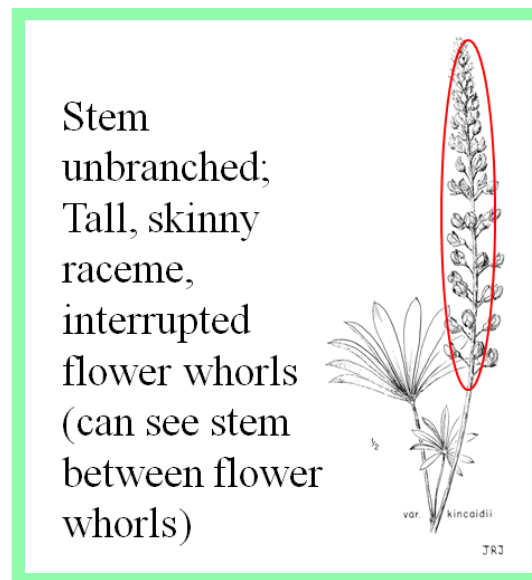 Stem
unbranched;
Tall, skinny
raceme,
interrupted
flower whorls
(can see stem
between flower
whorls)
½
var. kincaidii
JRJ